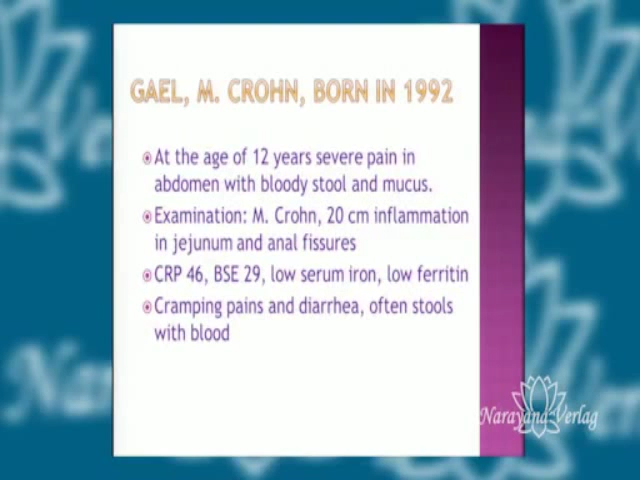 GAEL, M. CROHN, BORN IN 1992
At the age of 12 years severe pain in
abdomen with bloody stool and mucus.
Examination: M. Crohn, 20 cm inflammation
in jejunum and anal fissures
CRP 46, BSE 29, low serum iron, low ferritin
Cramping pains and diarrhea, often stools
with blood
Narayana Verlag